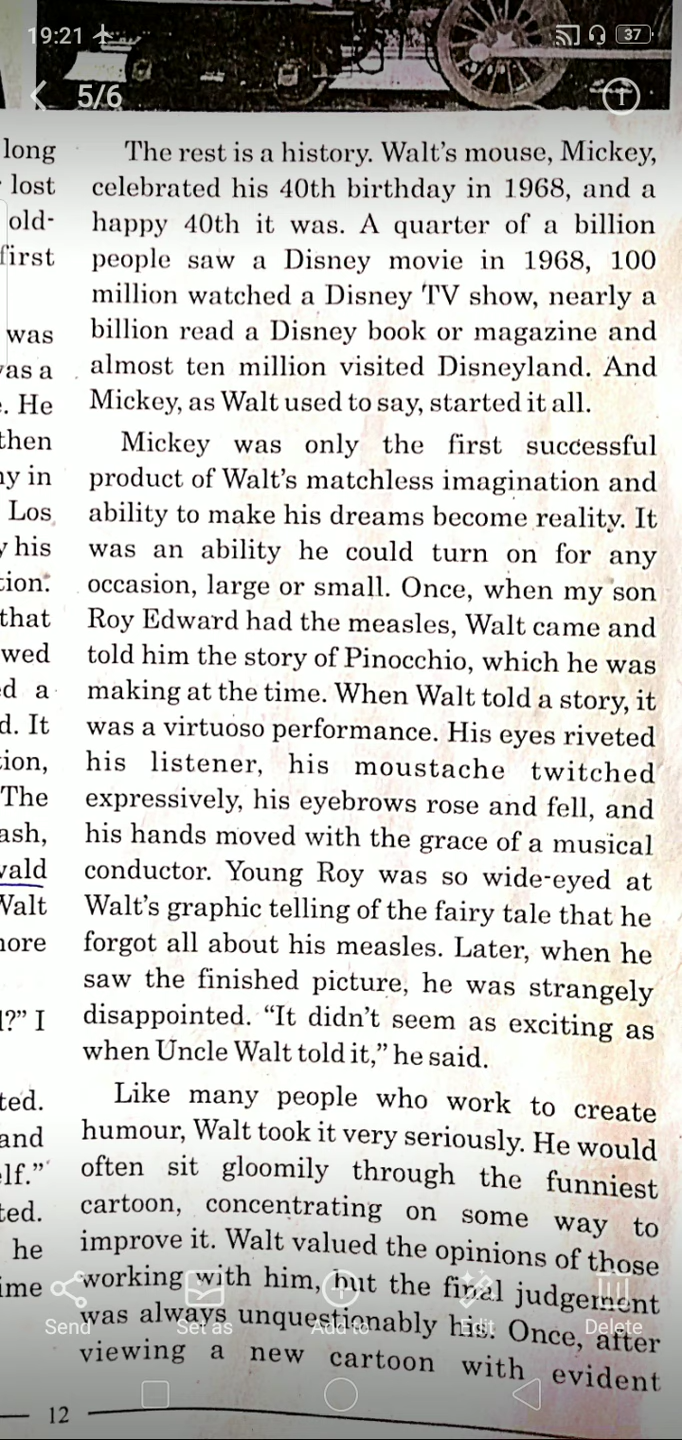 19:21
37
5/6
long
lost
old-
first
was
as a
. He
then
ny in
Los
his
tion.
that
wed
d a
d. It
ion,
The
ash,
vald
Walt
nore
l?” I
ted.
and
elf.”
ted.
he
ime
The rest is a history. Walt’s mouse, Mickey,
celebrated his 40th birthday in 1968, and a
happy 40th it was. A quarter of a billion
people saw a Disney movie in 1968, 100
million watched a Disney TV show, nearly a
billion read a Disney book or magazine and
almost ten million visited Disneyland. And
Mickey, as Walt used to say, started it all.
Mickey was only the first successful
product of Walt’s matchless imagination and
ability to make his dreams become reality. It
was an ability he could turn on for any
occasion, large or small. Once, when my son
Roy Edward had the measles, Walt came and
told him the story of Pinocchio, which he was
making at the time. When Walt told a story, it
was a virtuoso performance. His eyes riveted
his listener, his moustache twitched
expressively, his eyebrows rose and fell, and
his hands moved with the grace of a musical
conductor. Young Roy was so wide-eyed at
Walt’s graphic telling of the fairy tale that he
forgot all about his measles. Later, when he
saw the finished picture, he was strangely
disappointed. “It didn’t seem as exciting as
when Uncle Walt told it,” he said.
Like many people who work to create
humour, Walt took it very seriously. He would
often sit gloomily through the funniest
cartoon, concentrating on some way to
improve it. Walt valued the opinions of those
working with him, but the final judgement
was always unquestionably his. Once, after
viewing a new cartoon with evident
Send
Set as
Add to
Edit
Delete
12